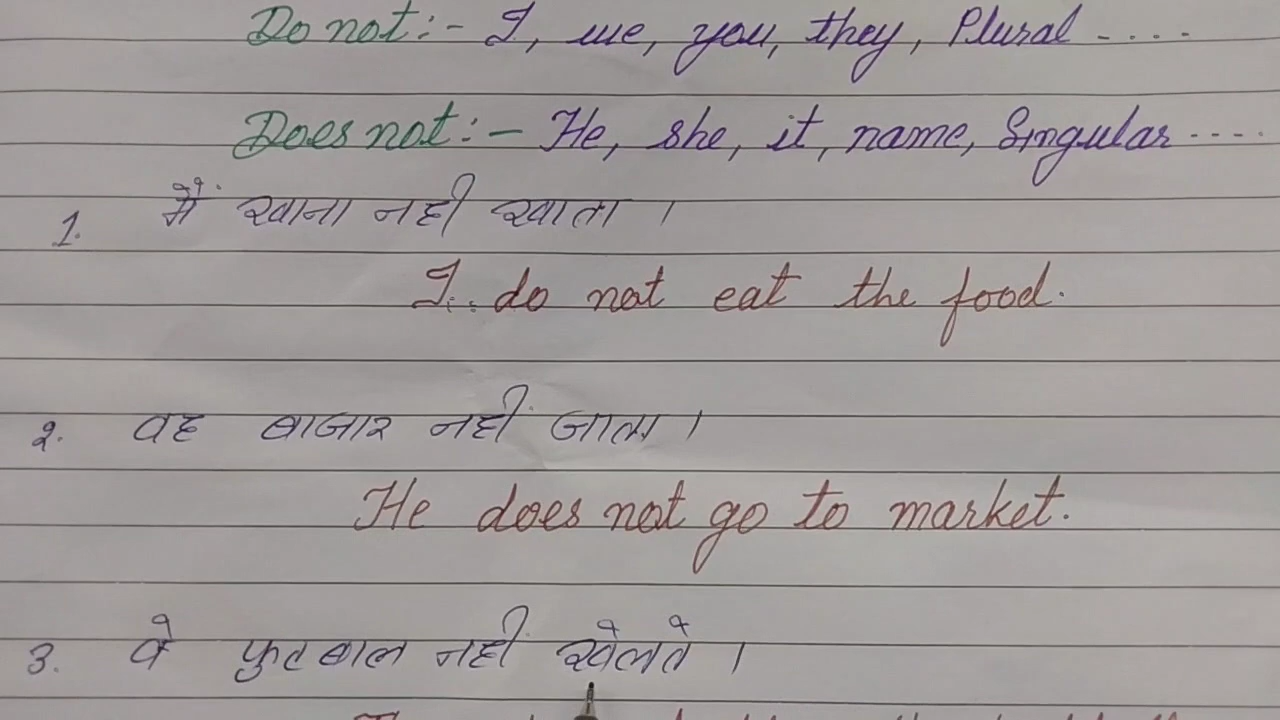 Do not :- I, we, you, they, Plural ....
Does not :- He, she, it, name, Singular ....
1. मैं खाना नही खाता ।
I do not eat the food.
२. वह बाजार नहीं जाता ।
He does not go to market.
3. वे फुटबाल नहीं खेलते ।